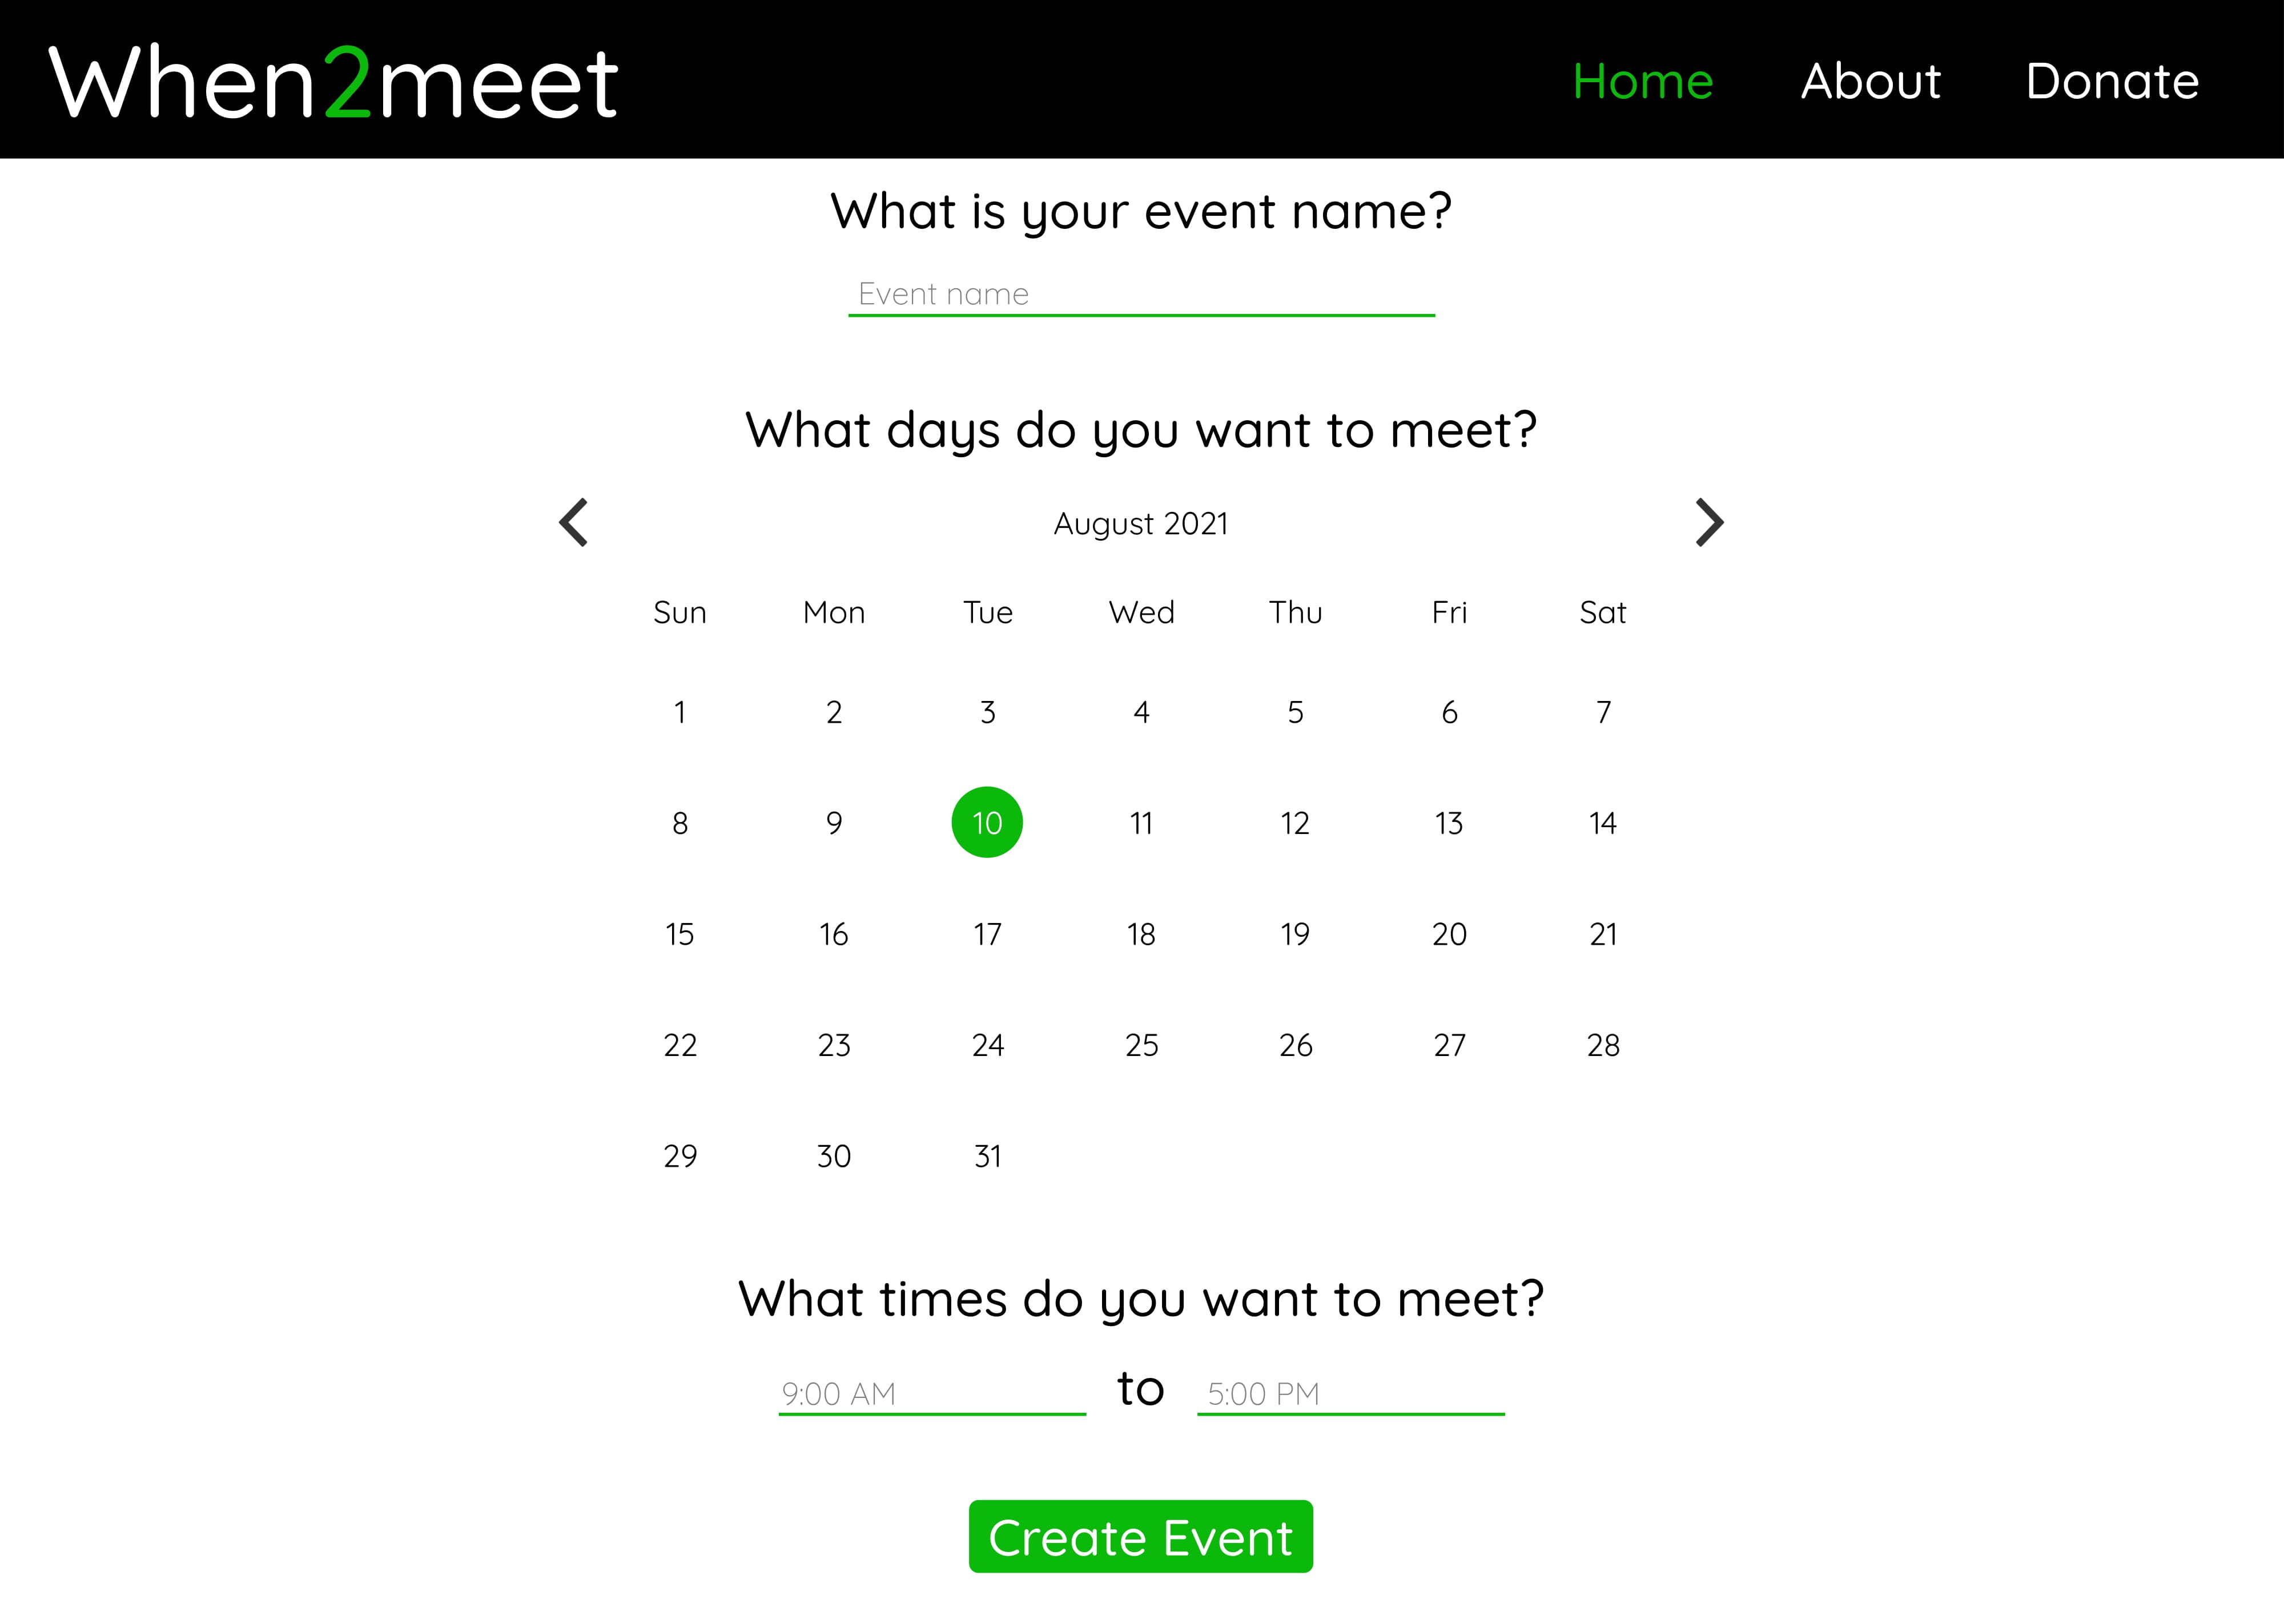 When2meet Home About Donate
What is your event name?
Event name
What days do you want to meet?
August 2021
Sun Mon Tue Wed Thu Fri Sat
1 2 3 4 5 6 7
8 9 10 11 12 13 14
15 16 17 18 19 20 21
22 23 24 25 26 27 28
29 30 31
What times do you want to meet?
9:00 AM to 5:00 PM
Create Event